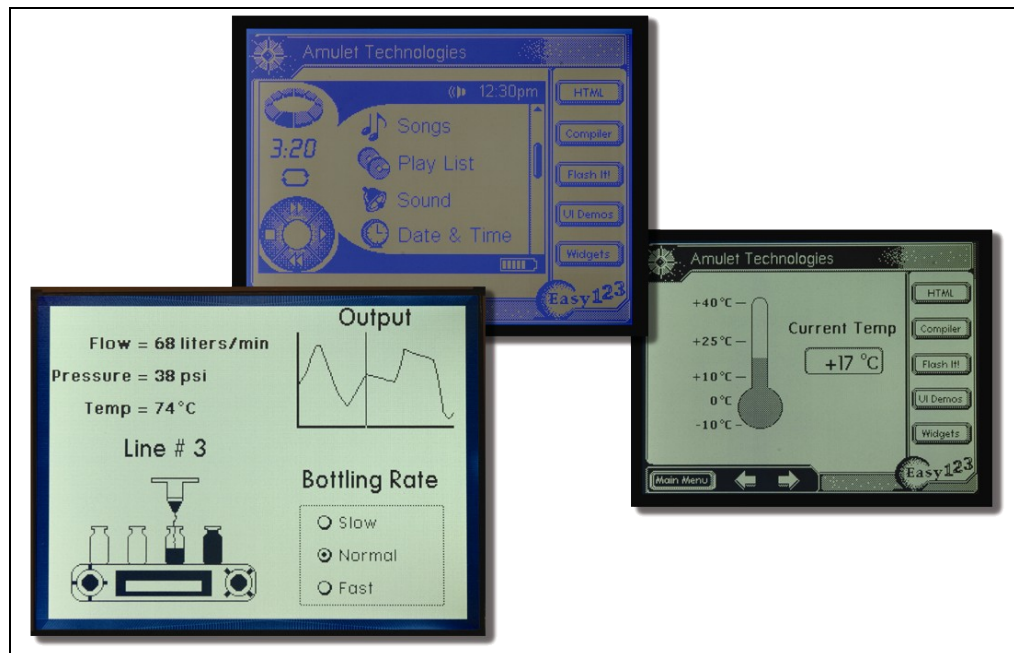 Amulet Technologies
12:30pm
3:20
Songs
Play List
Sound
Date & Time
HTML
Compiler
Flash It!
UI Demos
Widgets
Easy123
Flow = 68 liters/min
Pressure = 38 psi
Temp = 74°C
Line # 3
Output
Bottling Rate
Slow
Normal
Fast
Amulet Technologies
+40°C
+25°C
+10°C
0°C
-10°C
Current Temp
+17 °C
HTML
Compiler
Flash It!
UI Demos
Widgets
Main Menu
Easy123